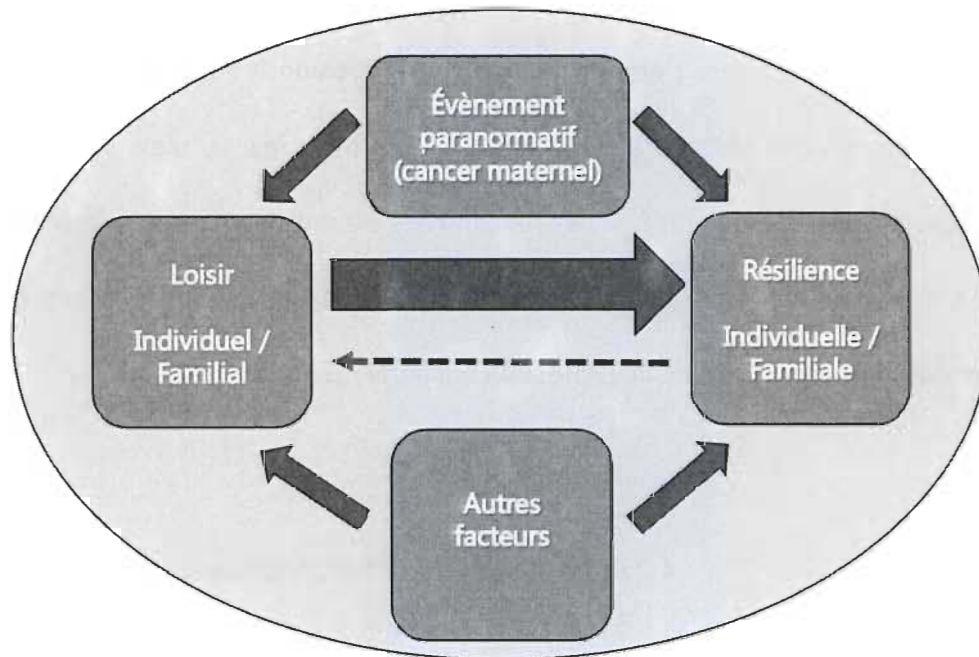 Évènement
paranormatif
(cancer maternel)
Loisir
Individuel /
Familial
Résilience
Individuelle /
Familiale
Autres
facteurs